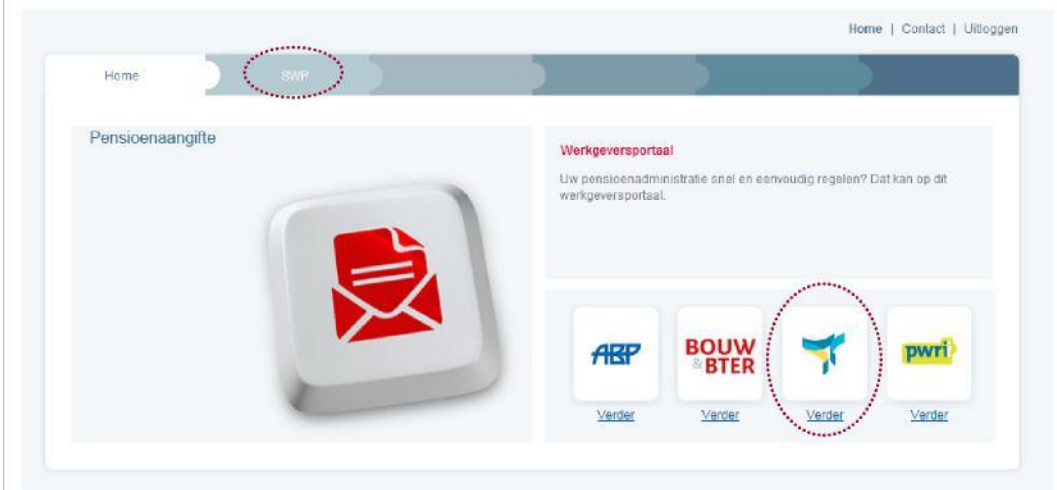 Home | Contact | Uitloggen
Home
SWP
Pensioenaangifte
Werkgeversportaal
Uw pensioenadministratie snel en eenvoudig regelen? Dat kan op dit
werkgeversportaal.
ABP
BOUW
& BTER
pwri
Verder
Verder
Verder
Verder